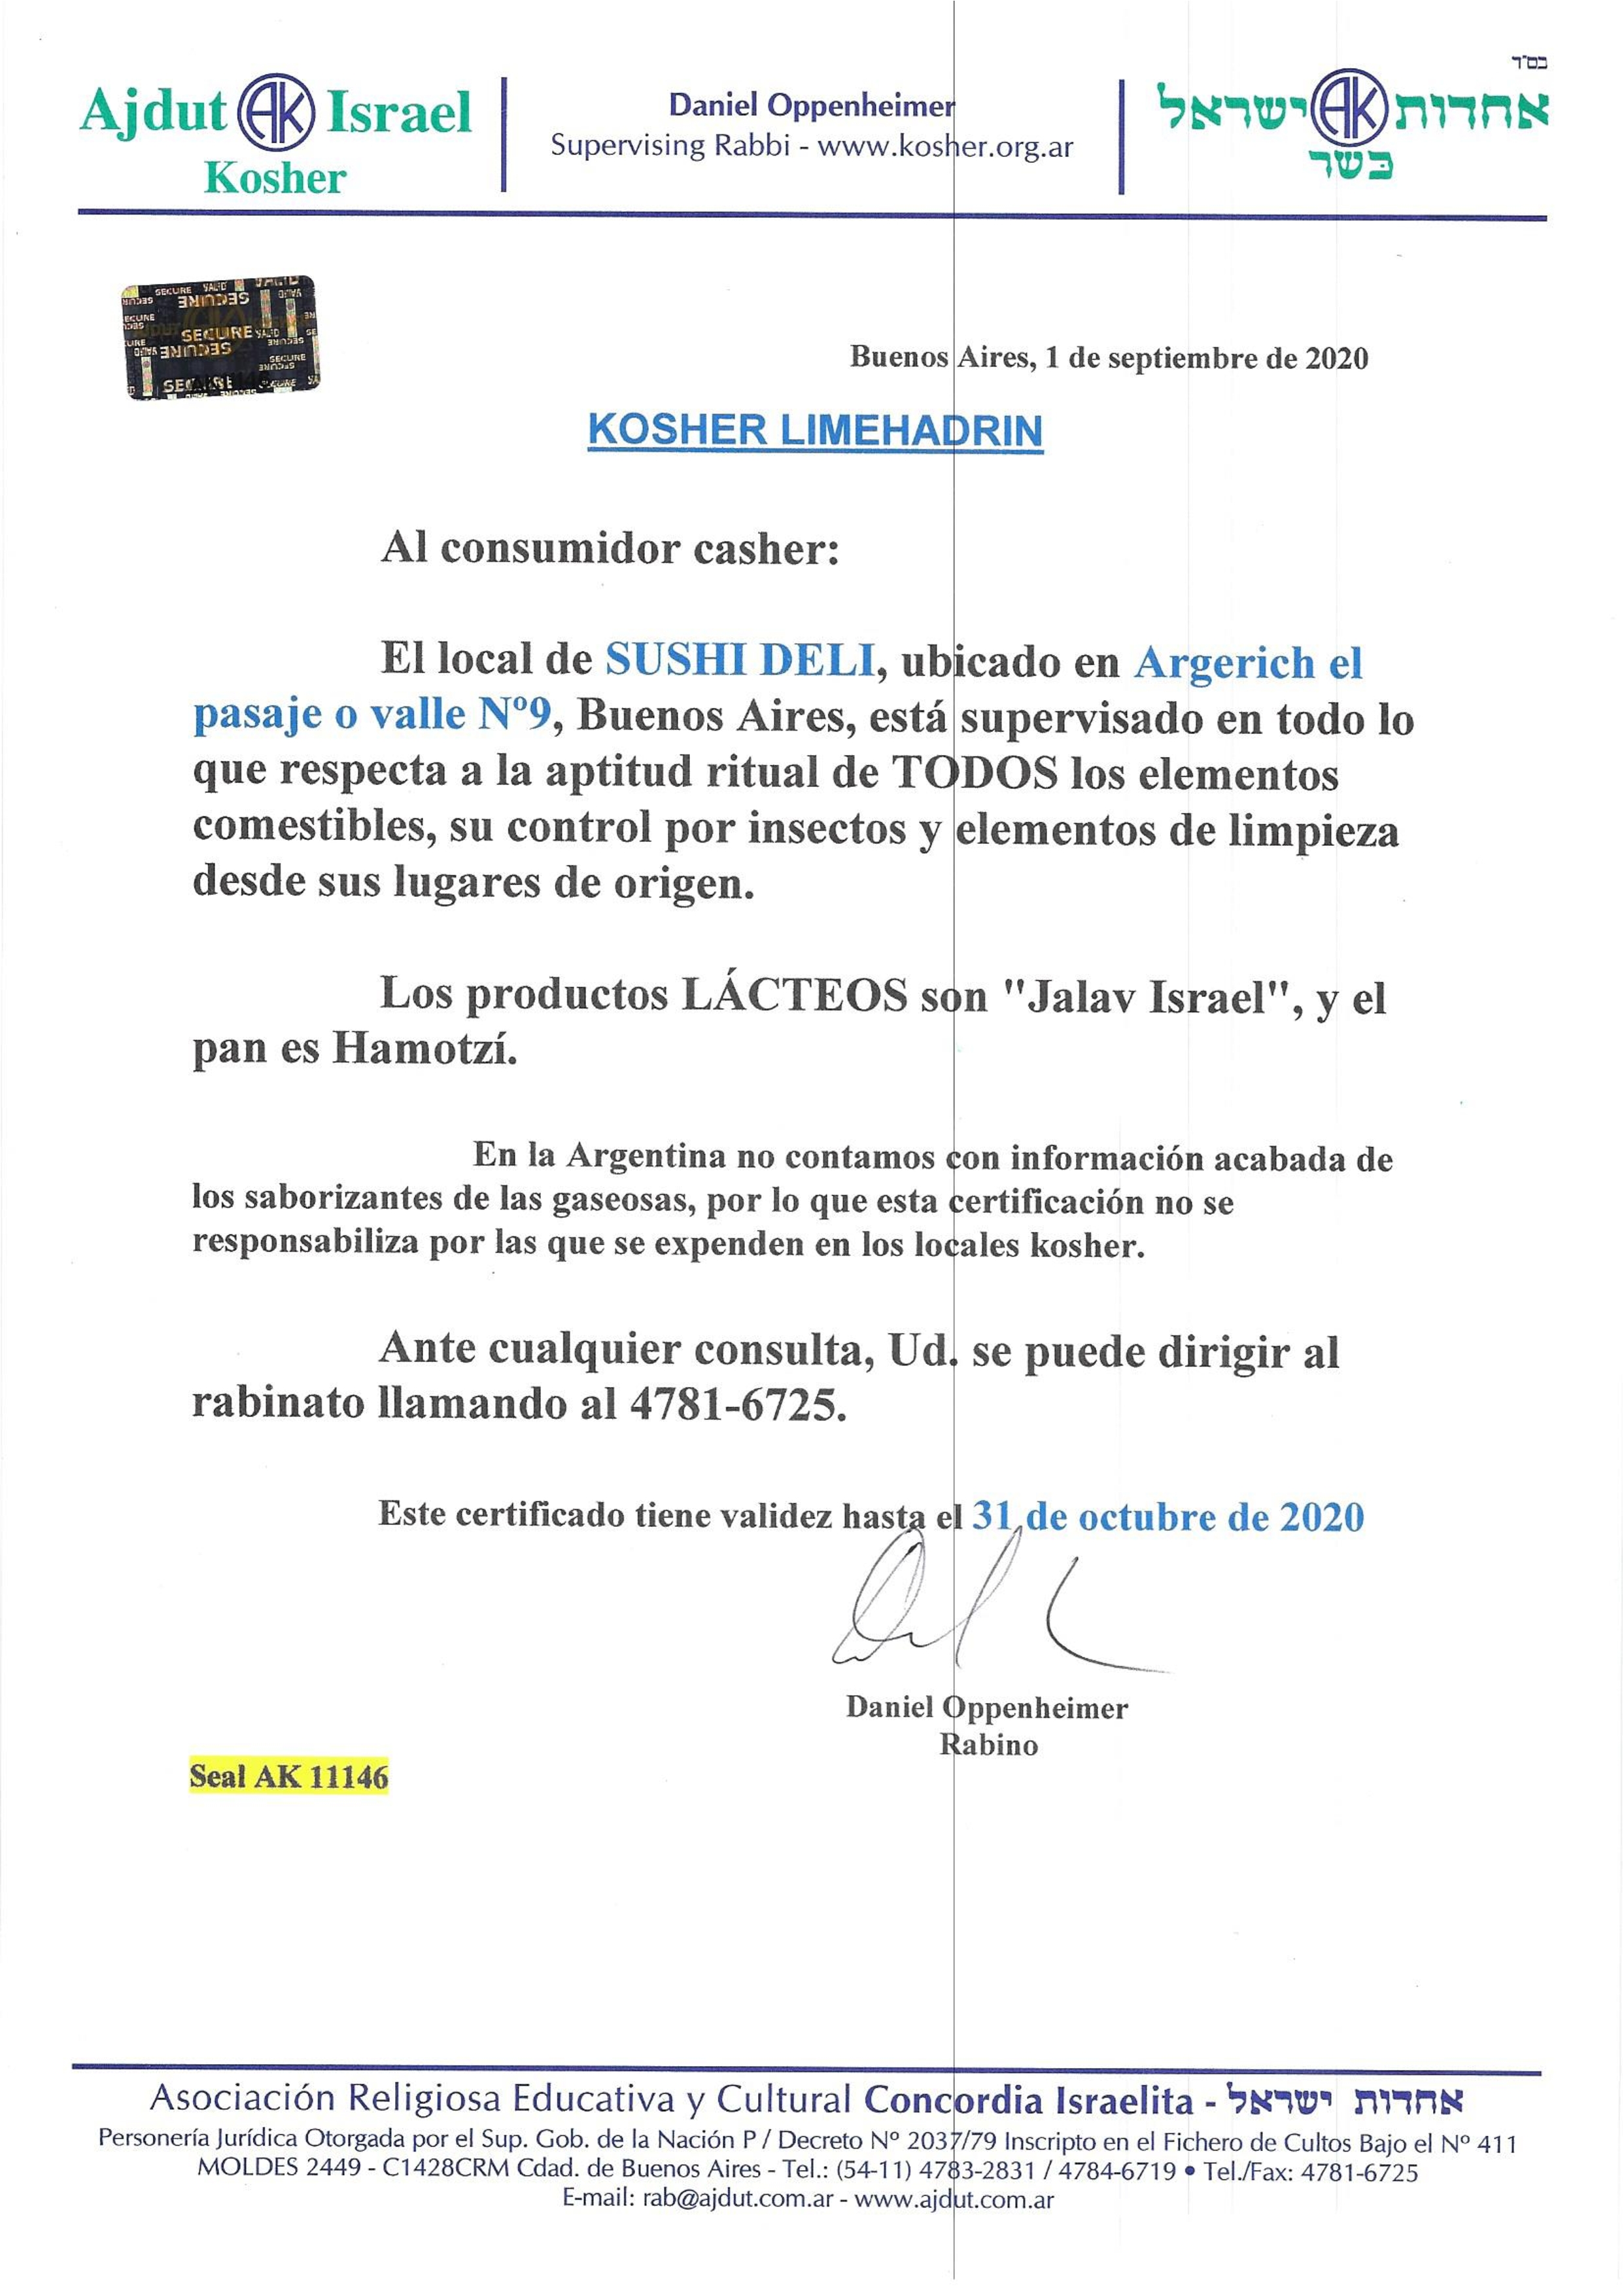 בס"ד
Ajdut AK Israel
Kosher
Daniel Oppenheimer
Supervising Rabbi - www.kosher.org.ar
אחדות AK ישראל
כשר
SECURE VALID
SECURE
SECURE
SECURE
SECURE
Buenos Aires, 1 de septiembre de 2020
KOSHER LIMEHADRIN
Al consumidor casher:
El local de SUSHI DELI, ubicado en Argerich el
pasaje o valle Nº9, Buenos Aires, está supervisado en todo lo
que respecta a la aptitud ritual de TODOS los elementos
comestibles, su control por insectos y elementos de limpieza
desde sus lugares de origen.
Los productos LÁCTEOS son "Jalav Israel", y el
pan es Hamotzí.
En la Argentina no contamos con información acabada de
los saborizantes de las gaseosas, por lo que esta certificación no se
responsabiliza por las que se expenden en los locales kosher.
Ante cualquier consulta, Ud. se puede dirigir al
rabinato llamando al 4781-6725.
Este certificado tiene validez hasta el 31 de octubre de 2020
Daniel Oppenheimer
Rabino
Seal AK 11146
Asociación Religiosa Educativa y Cultural Concordia Israelita - אחדות ישראל
Personería Jurídica Otorgada por el Sup. Gob. de la Nación P / Decreto Nº 2037/79 Inscripto en el Fichero de Cultos Bajo el Nº 411
MOLDES 2449 - C1428CRM Cdad. de Buenos Aires - Tel.: (54-11) 4783-2831 / 4784-6719 • Tel./Fax: 4781-6725
E-mail: rab@ajdut.com.ar - www.ajdut.com.ar